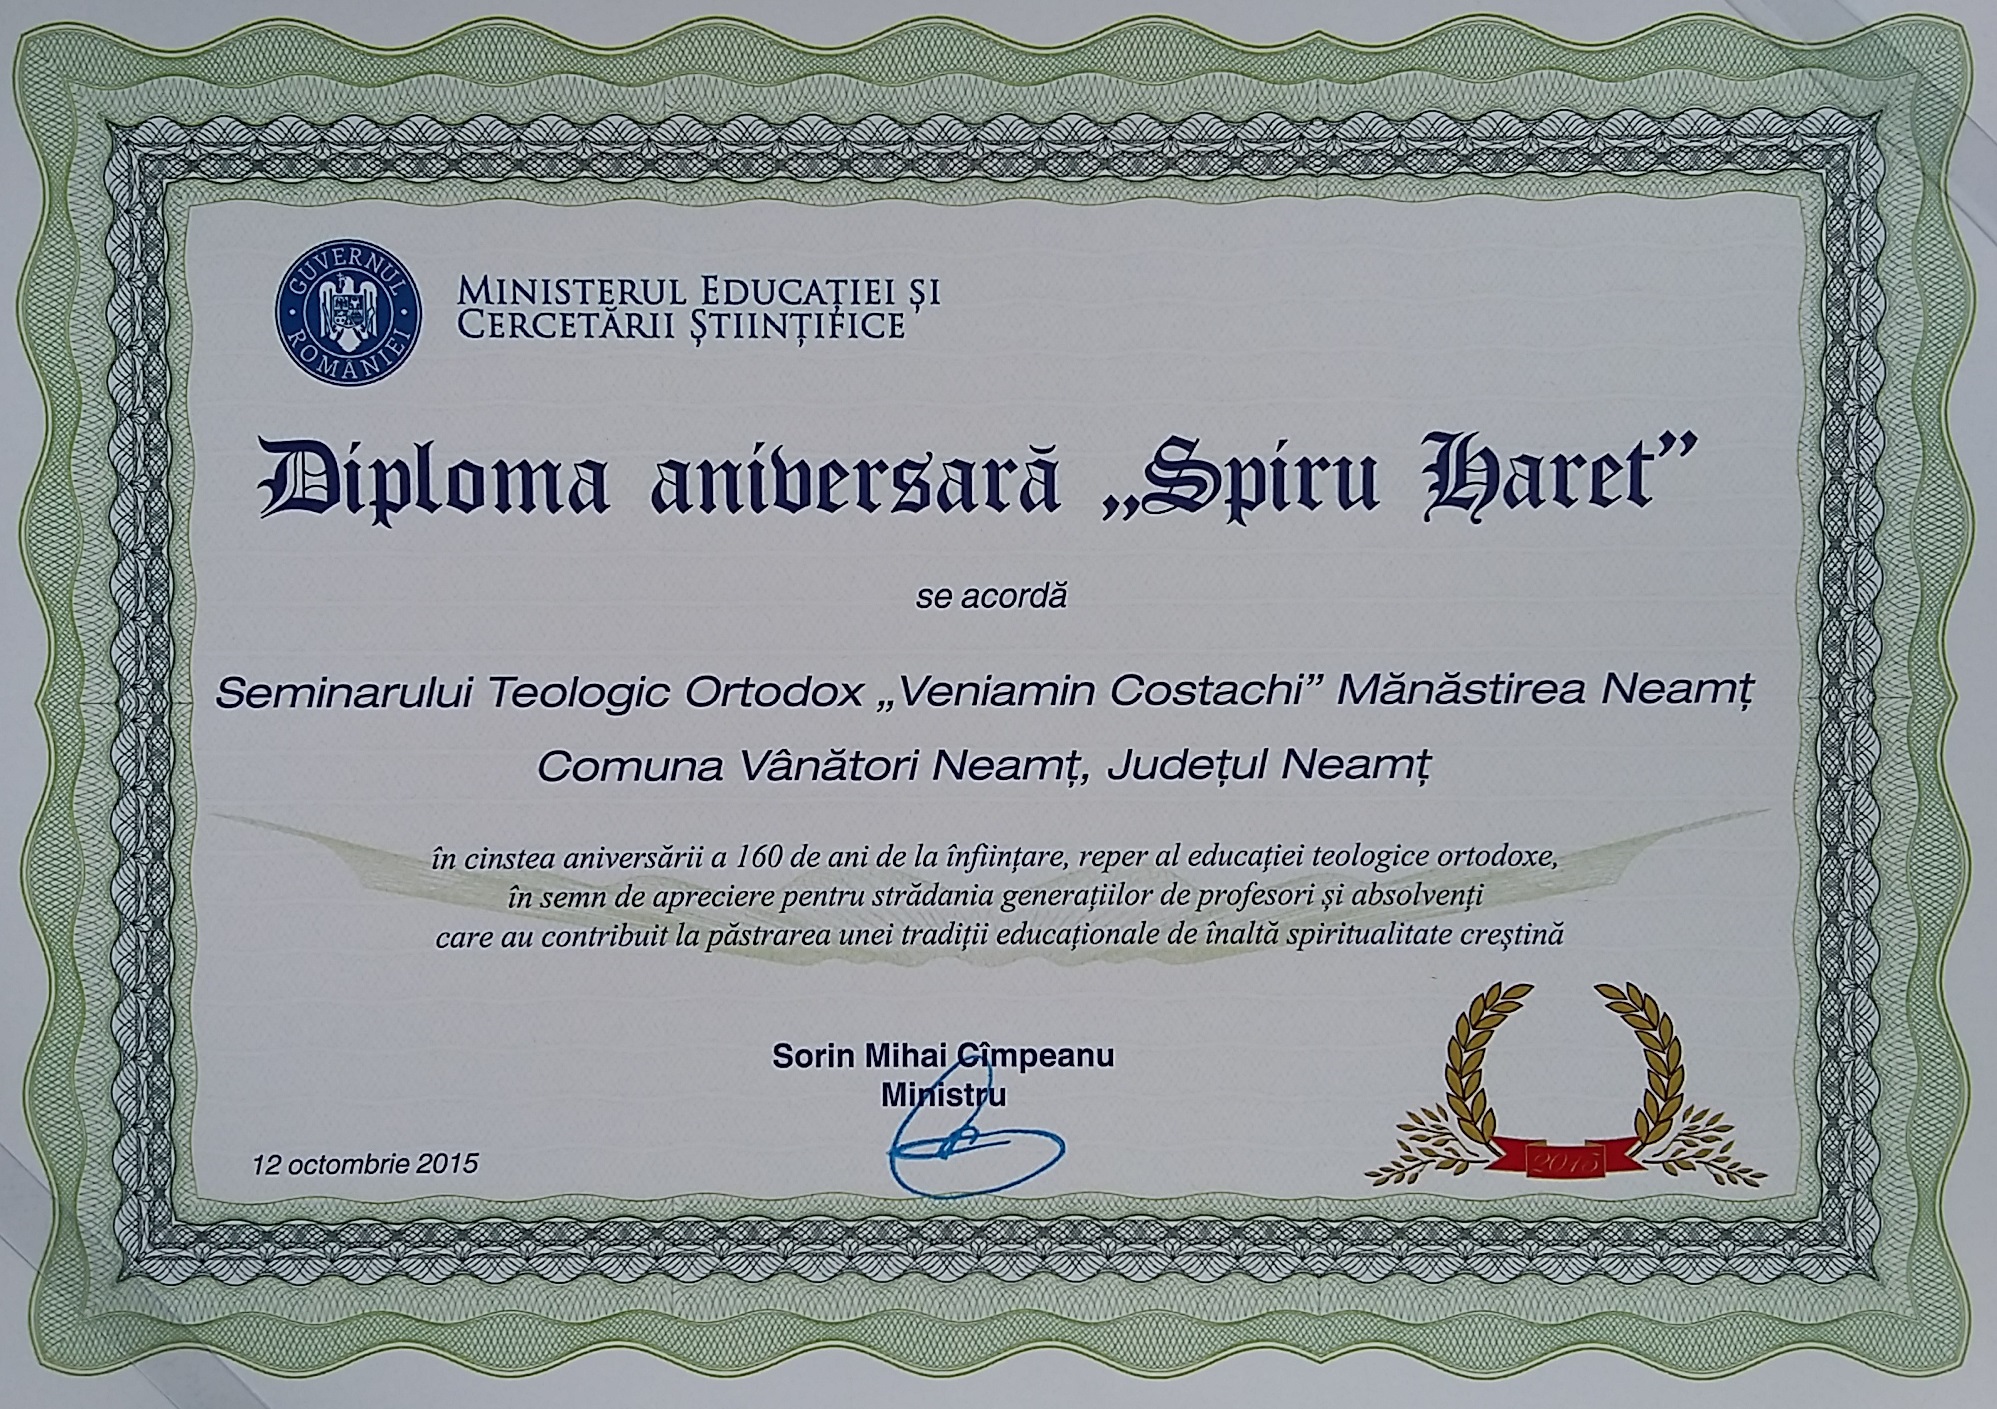 GUVERNUL ROMÂNIEI
MINISTERUL EDUCAȚIEI ȘI
CERCETĂRII ȘTIINȚIFICE
Diploma aniversară „Spiru Haret”
se acordă
Seminarului Teologic Ortodox „Veniamin Costachi” Mănăstirea Neamț
Comuna Vânători Neamț, Județul Neamț
în cinstea aniversării a 160 de ani de la înființare, reper al educației teologice ortodoxe,
în semn de apreciere pentru strădania generațiilor de profesori și absolvenți
care au contribuit la păstrarea unei tradiții educaționale de înaltă spiritualitate creștină
Sorin Mihai Cîmpeanu
Ministru
12 octombrie 2015
2015